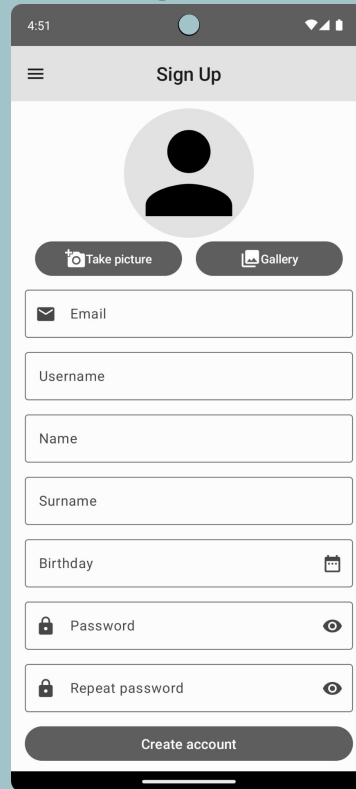 4:51
Sign Up
Take picture
Gallery
Email
Username
Name
Surname
Birthday
Password
Repeat password
Create account